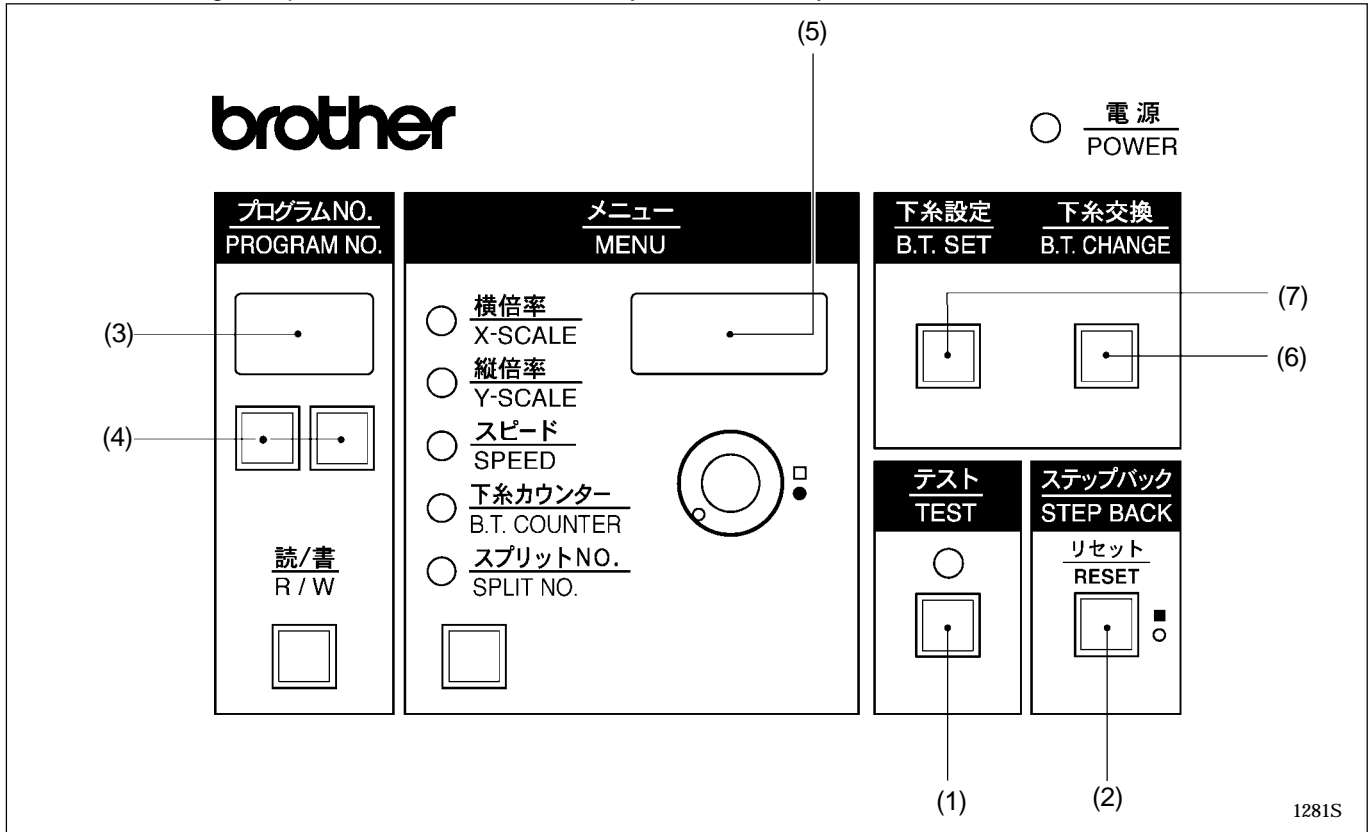 (5)
brother
電源
POWER
プログラムNO.
PROGRAM NO.
(3)
(4)
読/書
R / W
メニュー
MENU
横倍率
X-SCALE
縦倍率
Y-SCALE
スピード
SPEED
下糸カウンター
B.T. COUNTER
スプリットNO.
SPLIT NO.
下糸設定
B.T. SET
下糸交換
B.T. CHANGE
(7)
(6)
テスト
TEST
ステップバック
STEP BACK
リセット
RESET
(1)
(2)
1281S